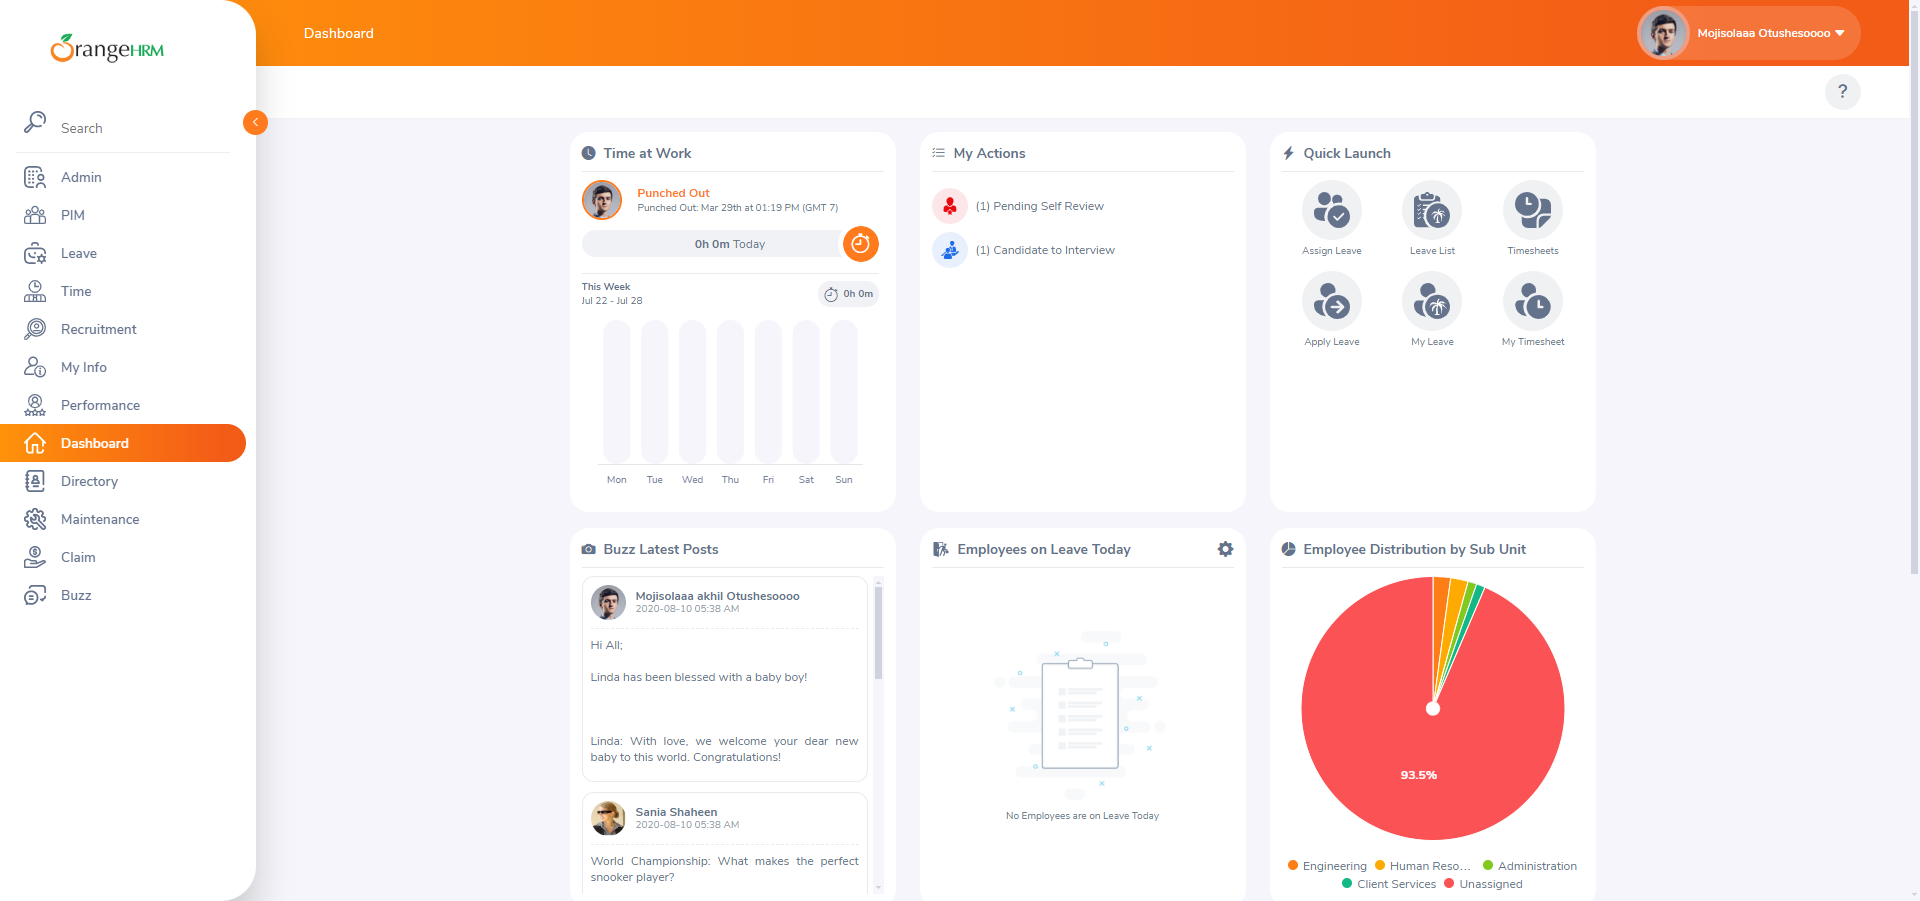 OrangeHRM
Search
Admin
PIM
Leave
Time
Recruitment
My Info
Performance
Dashboard
Directory
Maintenance
Claim
Buzz
Dashboard
Mojisolaaa Otushesoooo
?
Time at Work
Punched Out
Punched Out: Mar 29th at 01:19 PM (GMT 7)
0h 0m Today
This Week
Jul 22 - Jul 28
0h 0m
Mon Tue Wed Thu Fri Sat Sun
My Actions
(1) Pending Self Review
(1) Candidate to Interview
Quick Launch
Assign Leave Leave List Timesheets
Apply Leave My Leave My Timesheet
Buzz Latest Posts
Mojisolaaa akhil Otushesoooo
2020-08-10 05:38 AM
Hi All;
Linda has been blessed with a baby boy!
Linda: With love, we welcome your dear new
baby to this world. Congratulations!
Sania Shaheen
2020-08-10 05:38 AM
World Championship: What makes the perfect
snooker player?
Employees on Leave Today
No Employees are on Leave Today
Employee Distribution by Sub Unit
93.5%
Engineering Human Reso... Administration
Client Services Unassigned